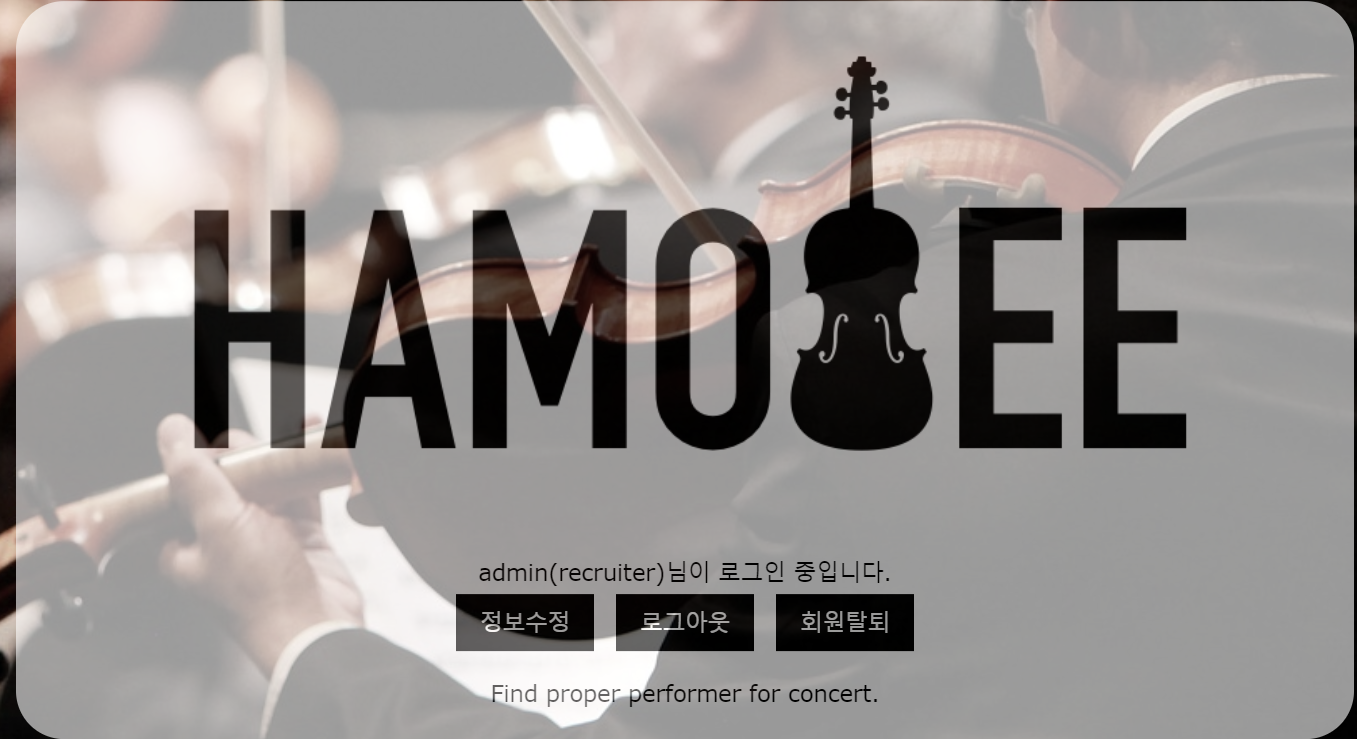 HAMOEE
admin(recruiter)님이 로그인 중입니다.
정보수정 로그아웃 회원탈퇴
Find proper performer for concert.